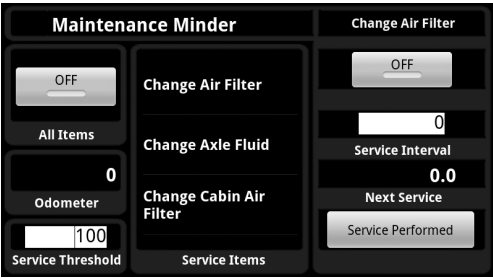 Maintenance Minder
Change Air Filter
OFF
All Items
0
Odometer
100
Service Threshold
Change Air Filter
Change Axle Fluid
Change Cabin Air
Filter
Service Items
OFF
0
Service Interval
0.0
Next Service
Service Performed